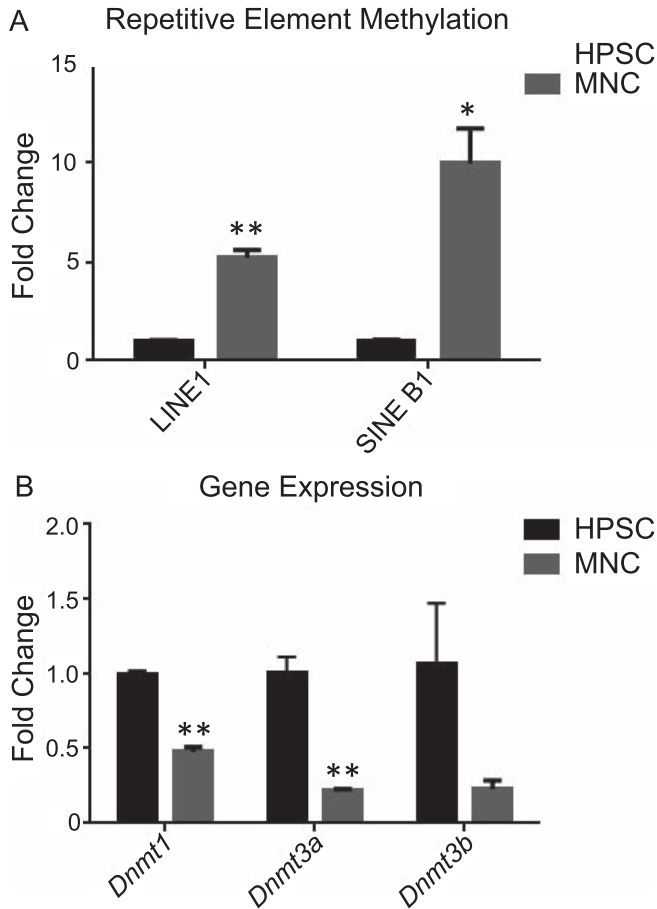 A
Repetitive Element Methylation
HPSC
MNC
Fold Change
15
10
5
0
**
*
LINE1
SINE B1
B
Gene Expression
HPSC
MNC
Fold Change
2.0
1.5
1.0
0.5
0
**
**
Dnmt1
Dnmt3a
Dnmt3b